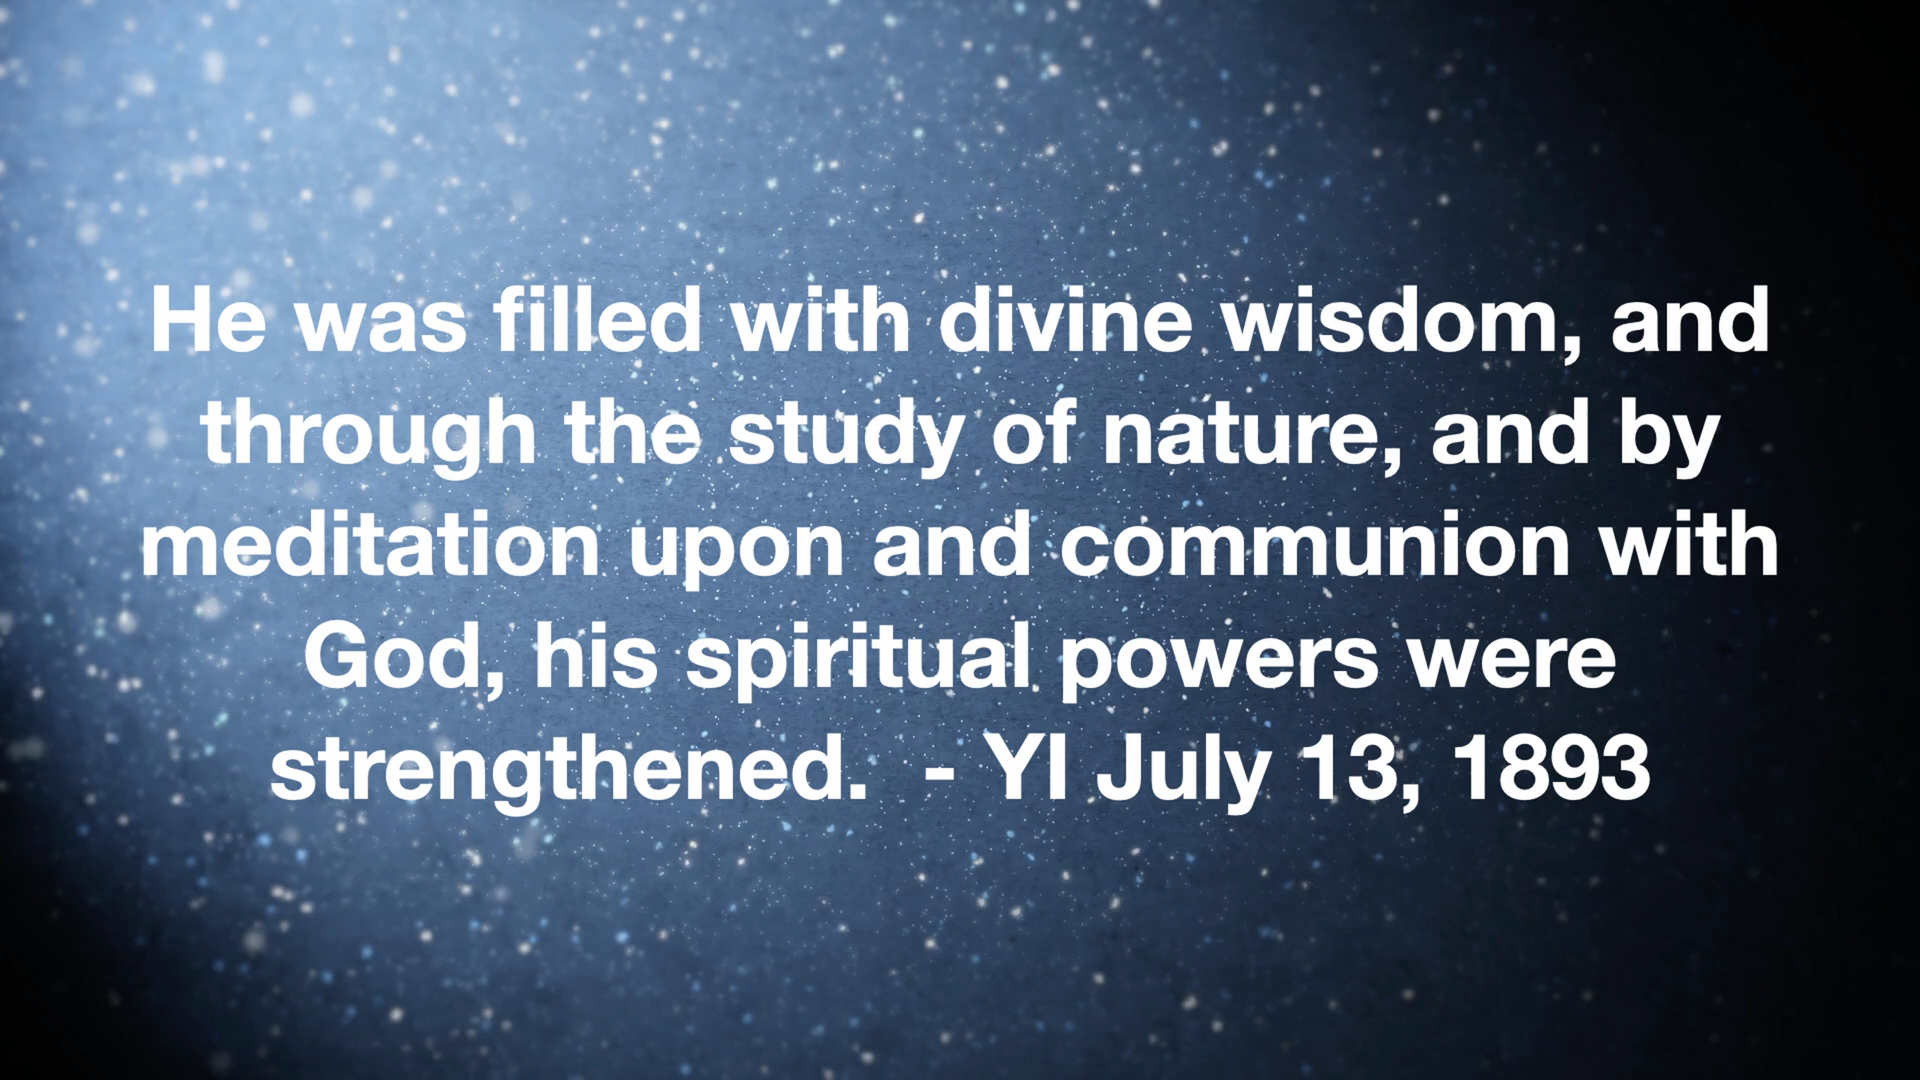 He was filled with divine wisdom, and
through the study of nature, and by
meditation upon and communion with
God, his spiritual powers were
strengthened.  - YI July 13, 1893